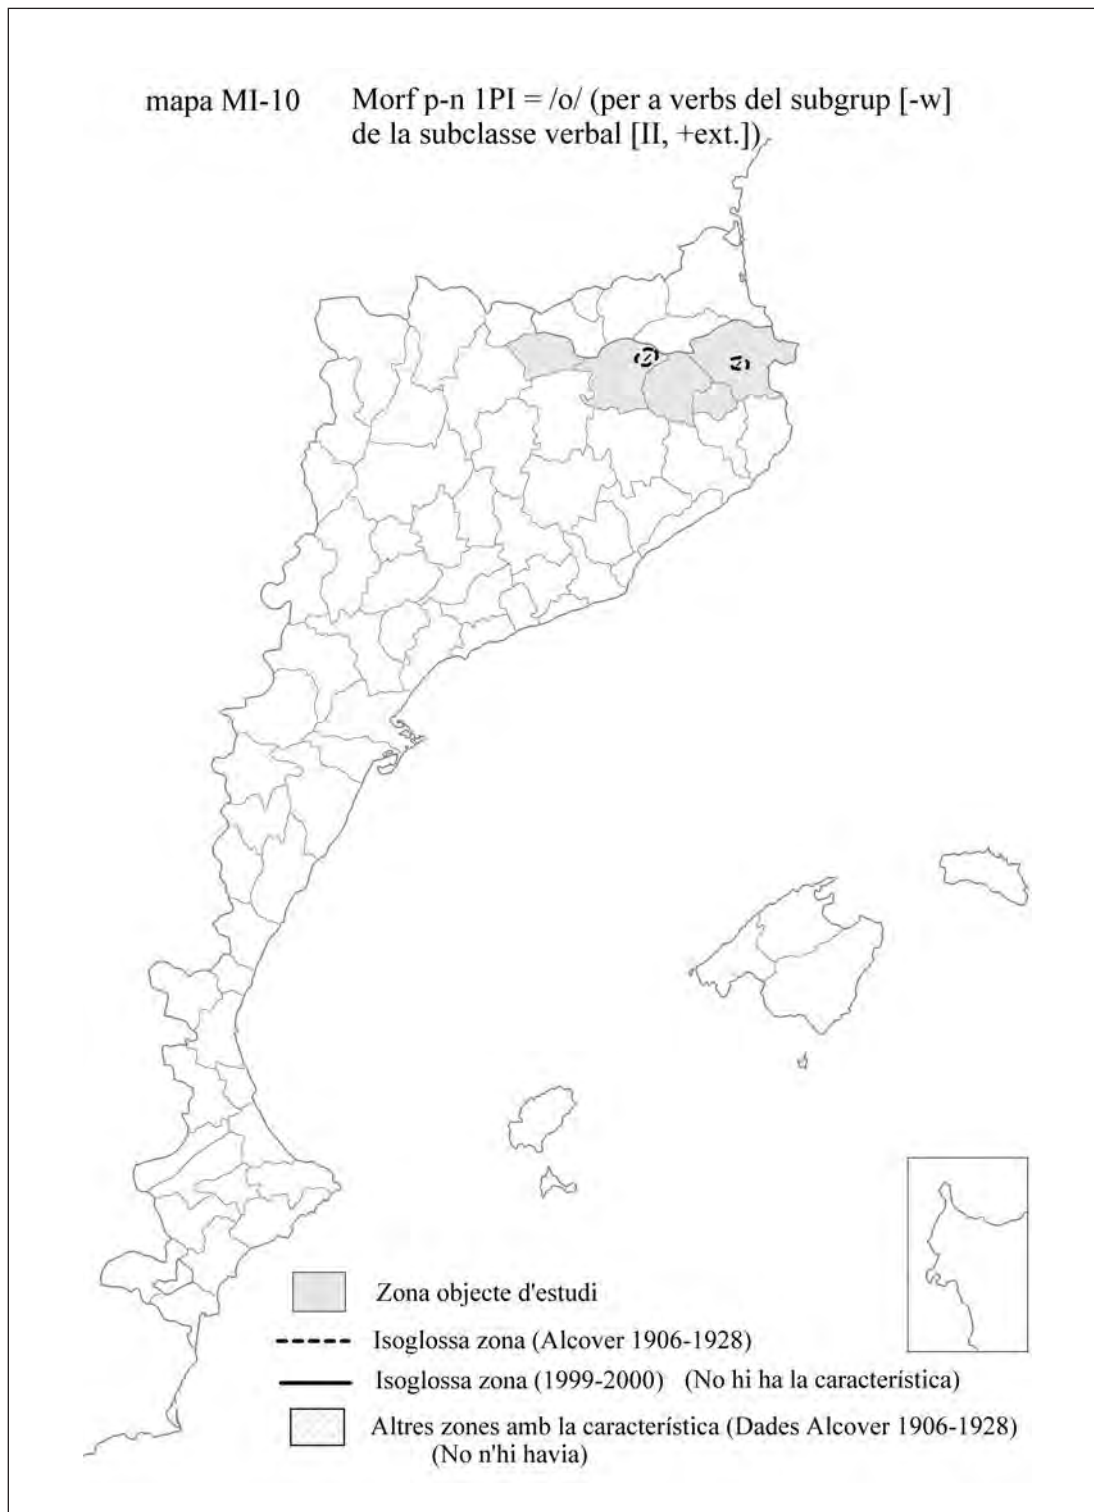 mapa MI-10 Morf p-n 1PI = /o/ (per a verbs del subgrup [-w]
de la subclasse verbal [II, +ext.])
Zona objecte d'estudi
Isoglossa zona (Alcover 1906-1928)
Isoglossa zona (1999-2000) (No hi ha la característica)
Altres zones amb la característica (Dades Alcover 1906-1928)
(No n'hi havia)